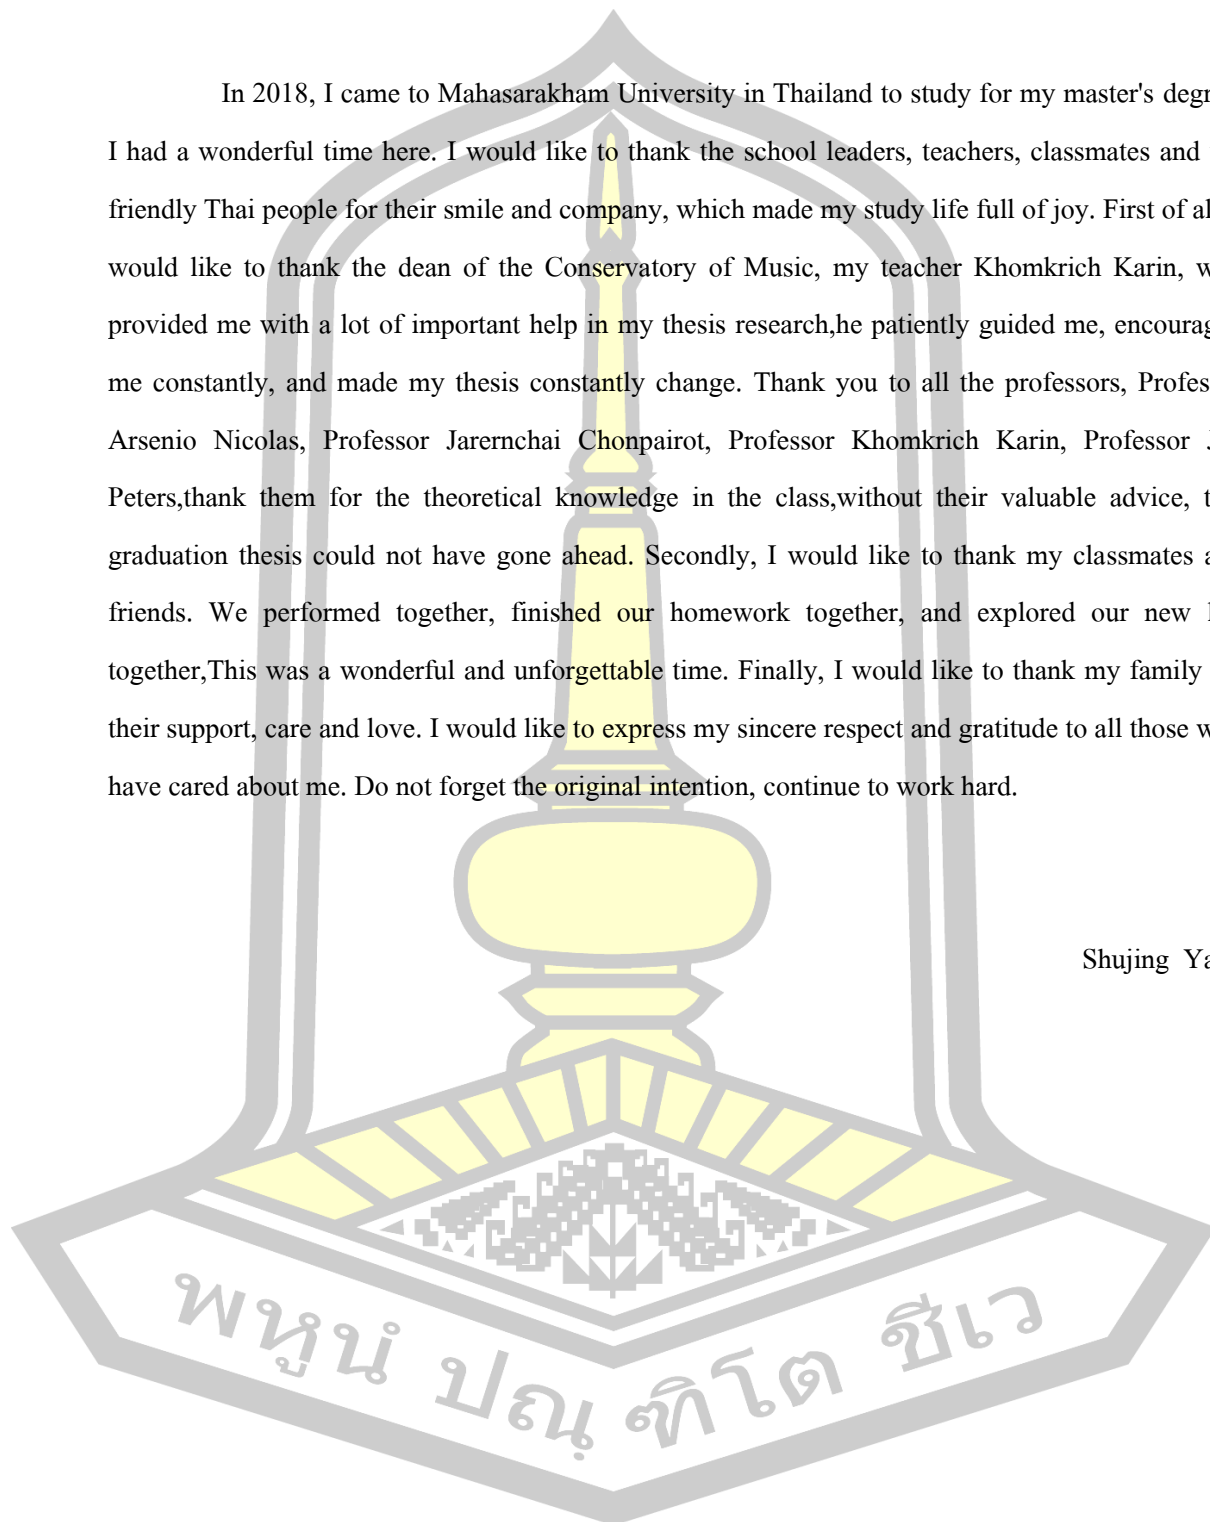 In 2018, I came to Mahasarakham University in Thailand to study for my master's degr
I had a wonderful time here. I would like to thank the school leaders, teachers, classmates and
friendly Thai people for their smile and company, which made my study life full of joy. First of al
would like to thank the dean of the Conservatory of Music, my teacher Khomkrich Karin, w
provided me with a lot of important help in my thesis research,he patiently guided me, encourag
me constantly, and made my thesis constantly change. Thank you to all the professors, Profes
Arsenio Nicolas, Professor Jarernchai Chonpairot, Professor Khomkrich Karin, Professor J
Peters,thank them for the theoretical knowledge in the class,without their valuable advice, t
graduation thesis could not have gone ahead. Secondly, I would like to thank my classmates a
friends. We performed together, finished our homework together, and explored our new l
together,This was a wonderful and unforgettable time. Finally, I would like to thank my family
their support, care and love. I would like to express my sincere respect and gratitude to all those w
have cared about me. Do not forget the original intention, continue to work hard.
Shujing Ya
พหูนํ ปณฺฑิโต ชีเว